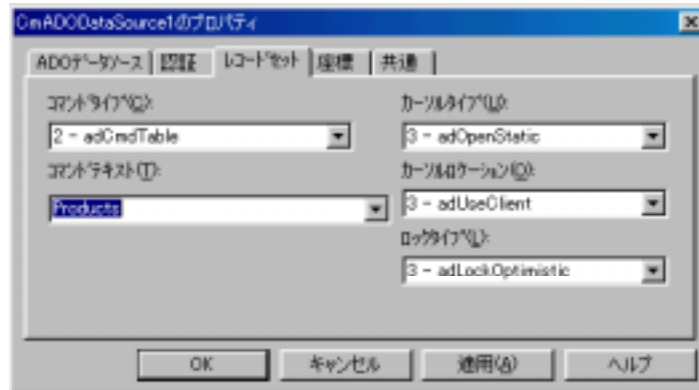 CmADODataSource1のプロパティ
ADOデータソース 認証 レコードセット 座標 共通
コマンドタイプ(C):
カーソルタイプ(U):
2 - adCmdTable
3 - adOpenStatic
コマンドテキスト(T):
カーソルロケーション(O):
Products
3 - adUseClient
ロックタイプ(L):
3 - adLockOptimistic
OK キャンセル 適用(A) ヘルプ